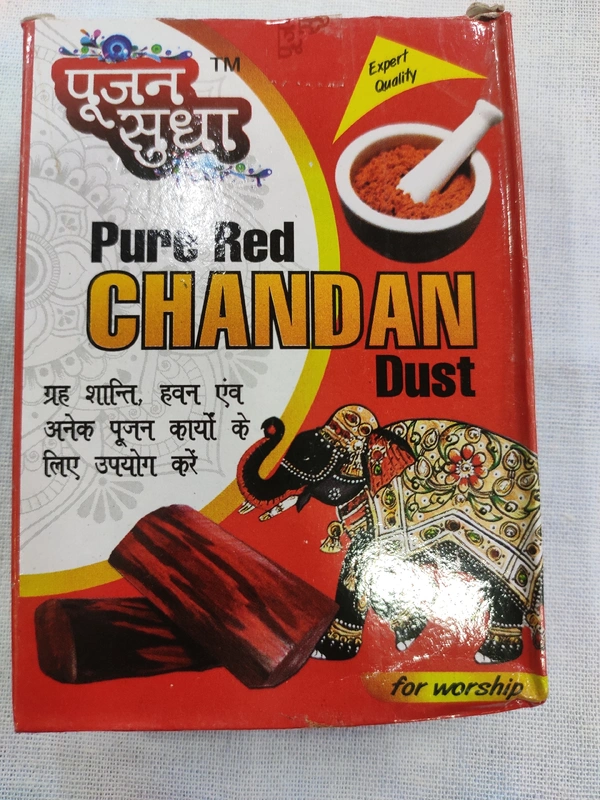 पूजन
सुधा
TM
Expert
Quality
Pure Red
CHANDAN
Dust
ग्रह शान्ति, हवन एंव
अनेक पूजन कार्यों के
लिए उपयोग करें
for worship